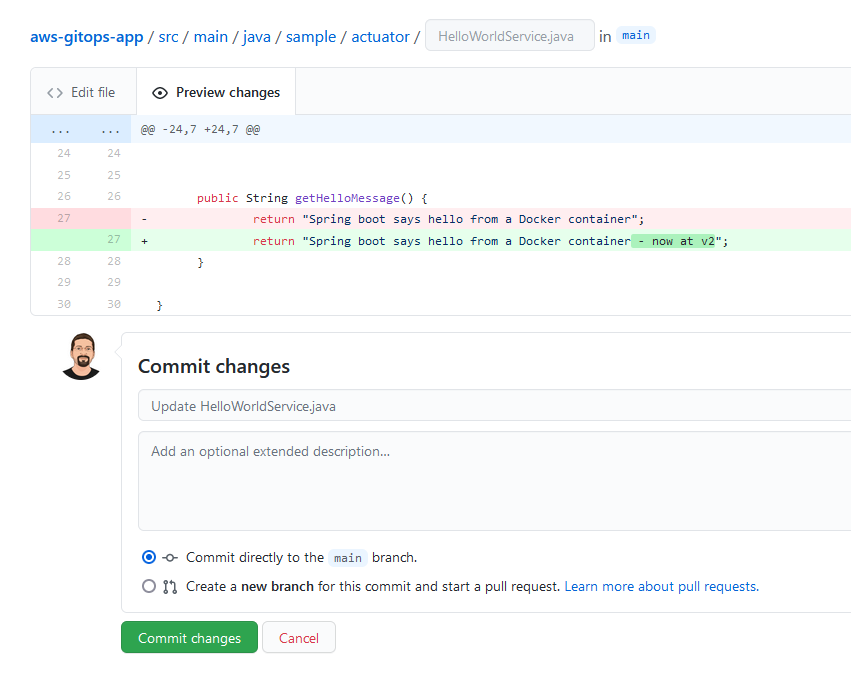 aws-gitops-app / src / main / java / sample / actuator / HelloWorldService.java in main
<> Edit file Preview changes
... ... @@ -24,7 +24,7 @@
24 24
25 25
26 26 public String getHelloMessage() {
27 - return "Spring boot says hello from a Docker container";
27 + return "Spring boot says hello from a Docker container - now at v2";
28 28 }
29 29
30 30 }
Commit changes
Update HelloWorldService.java
Add an optional extended description...
Commit directly to the main branch.
Create a new branch for this commit and start a pull request. Learn more about pull requests.
Commit changes Cancel